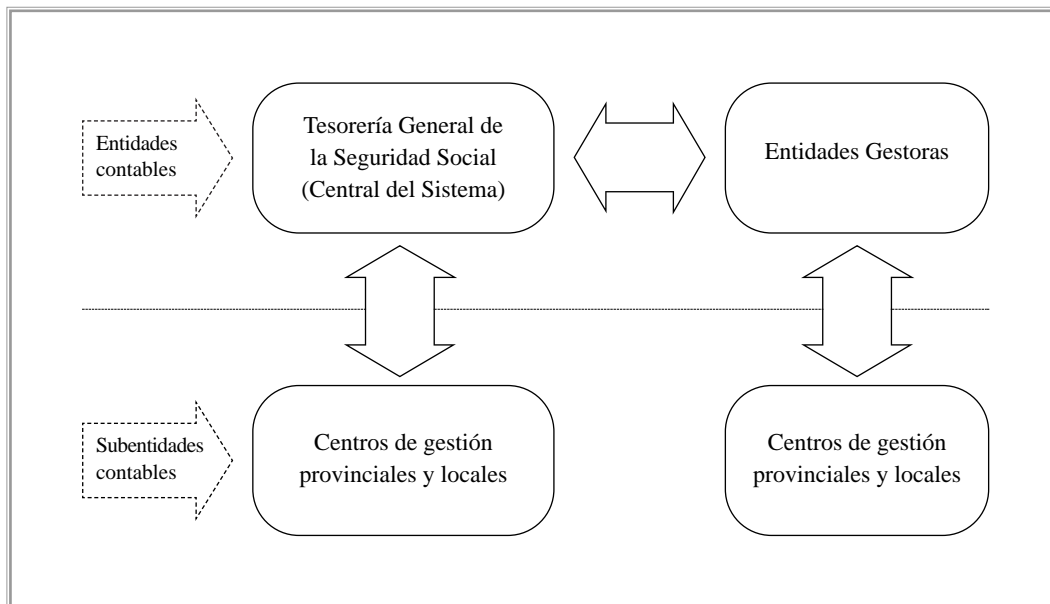 Entidades
contables
Tesorería General de
la Seguridad Social
(Central del Sistema)
Entidades Gestoras
Subentidades
contables
Centros de gestión
provinciales y locales
Centros de gestión
provinciales y locales